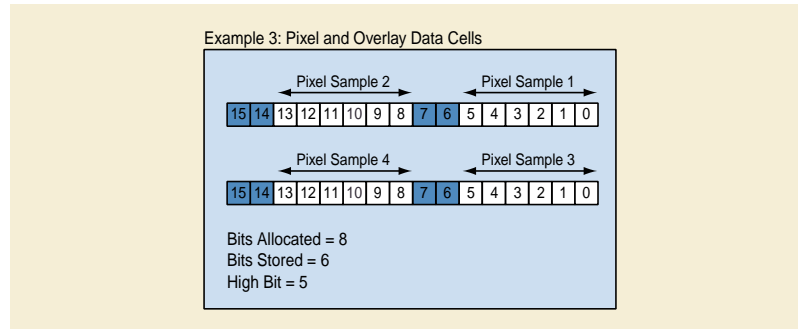 Example 3: Pixel and Overlay Data Cells
Pixel Sample 2 Pixel Sample 1
15 14 13 12 11 10 9 8 7 6 5 4 3 2 1 0
Pixel Sample 4 Pixel Sample 3
15 14 13 12 11 10 9 8 7 6 5 4 3 2 1 0
Bits Allocated = 8
Bits Stored = 6
High Bit = 5